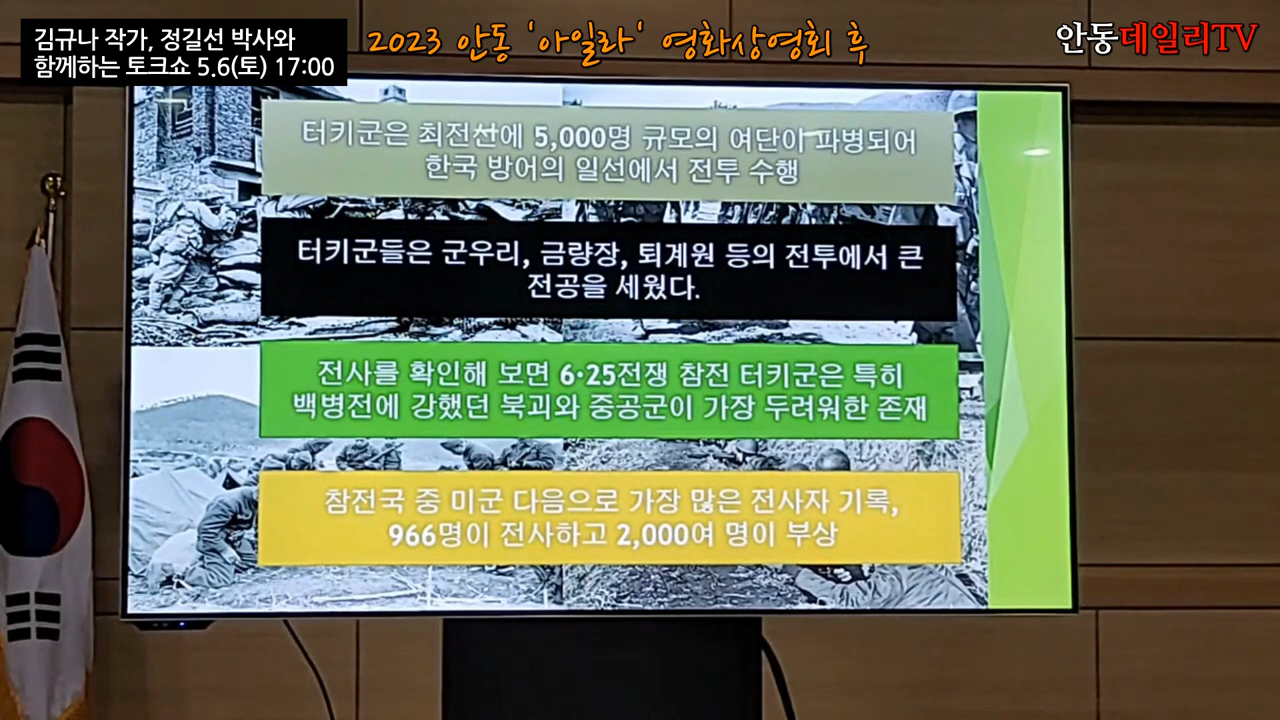 김규나 작가, 정길선 박사와
함께하는 토크쇼 5.6(토) 17:00
2023 안동 '아일라' 영화상영회 후
안동데일리TV
터키군은 최전선에 5,000명 규모의 여단이 파병되어
한국 방어의 일선에서 전투 수행
터키군들은 군우리, 금량장, 퇴계원 등의 전투에서 큰
전공을 세웠다.
전사를 확인해 보면 6·25전쟁 참전 터키군은 특히
백병전에 강했던 북괴와 중공군이 가장 두려워한 존재
참전국 중 미군 다음으로 가장 많은 전사자 기록,
966명이 전사하고 2,000여 명이 부상